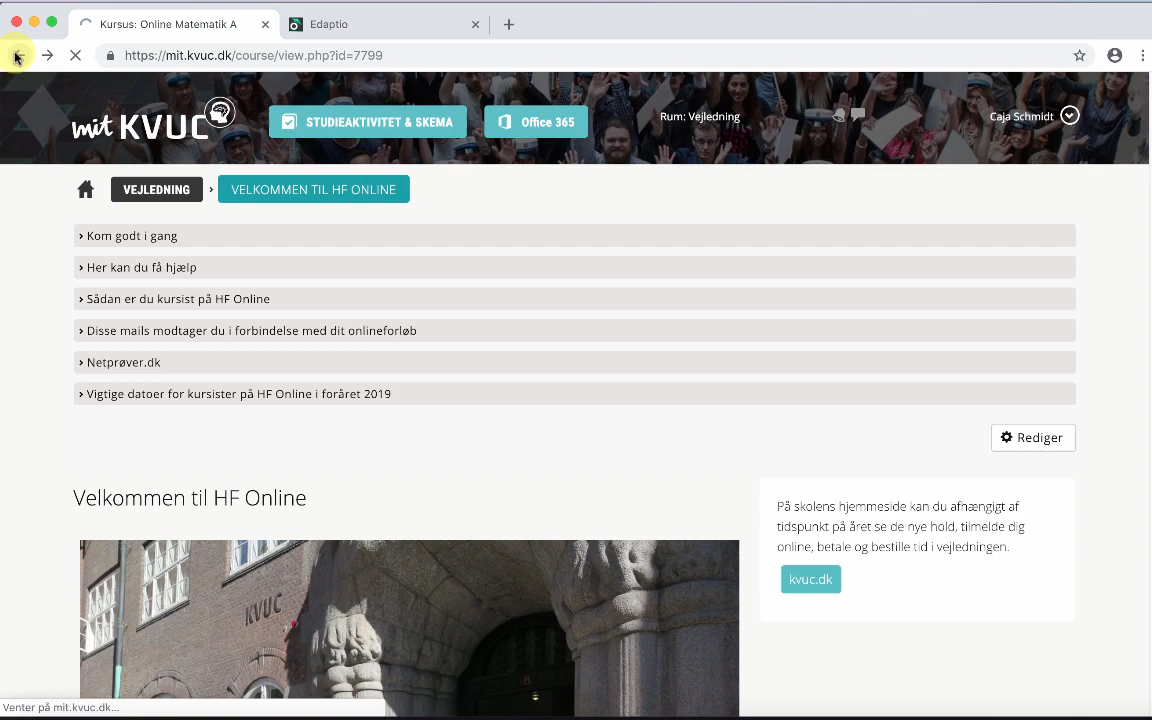 Kursus: Online Matematik A
Edaptio
https://mit.kvuc.dk/course/view.php?id=7799
mit KVUC
STUDIEAKTIVITET & SKEMA
Office 365
Rum: Vejledning
Caja Schmidt
VEJLEDNING
VELKOMMEN TIL HF ONLINE
Kom godt i gang
Her kan du få hjælp
Sådan er du kursist på HF Online
Disse mails modtager du i forbindelse med dit onlineforløb
Netprøver.dk
Vigtige datoer for kursister på HF Online i foråret 2019
Rediger
Velkommen til HF Online
På skolens hjemmeside kan du afhængigt af
tidspunkt på året se de nye hold, tilmelde dig
online, betale og bestille tid i vejledningen.
kvuc.dk
KVUC
Venter på mit.kvuc.dk...